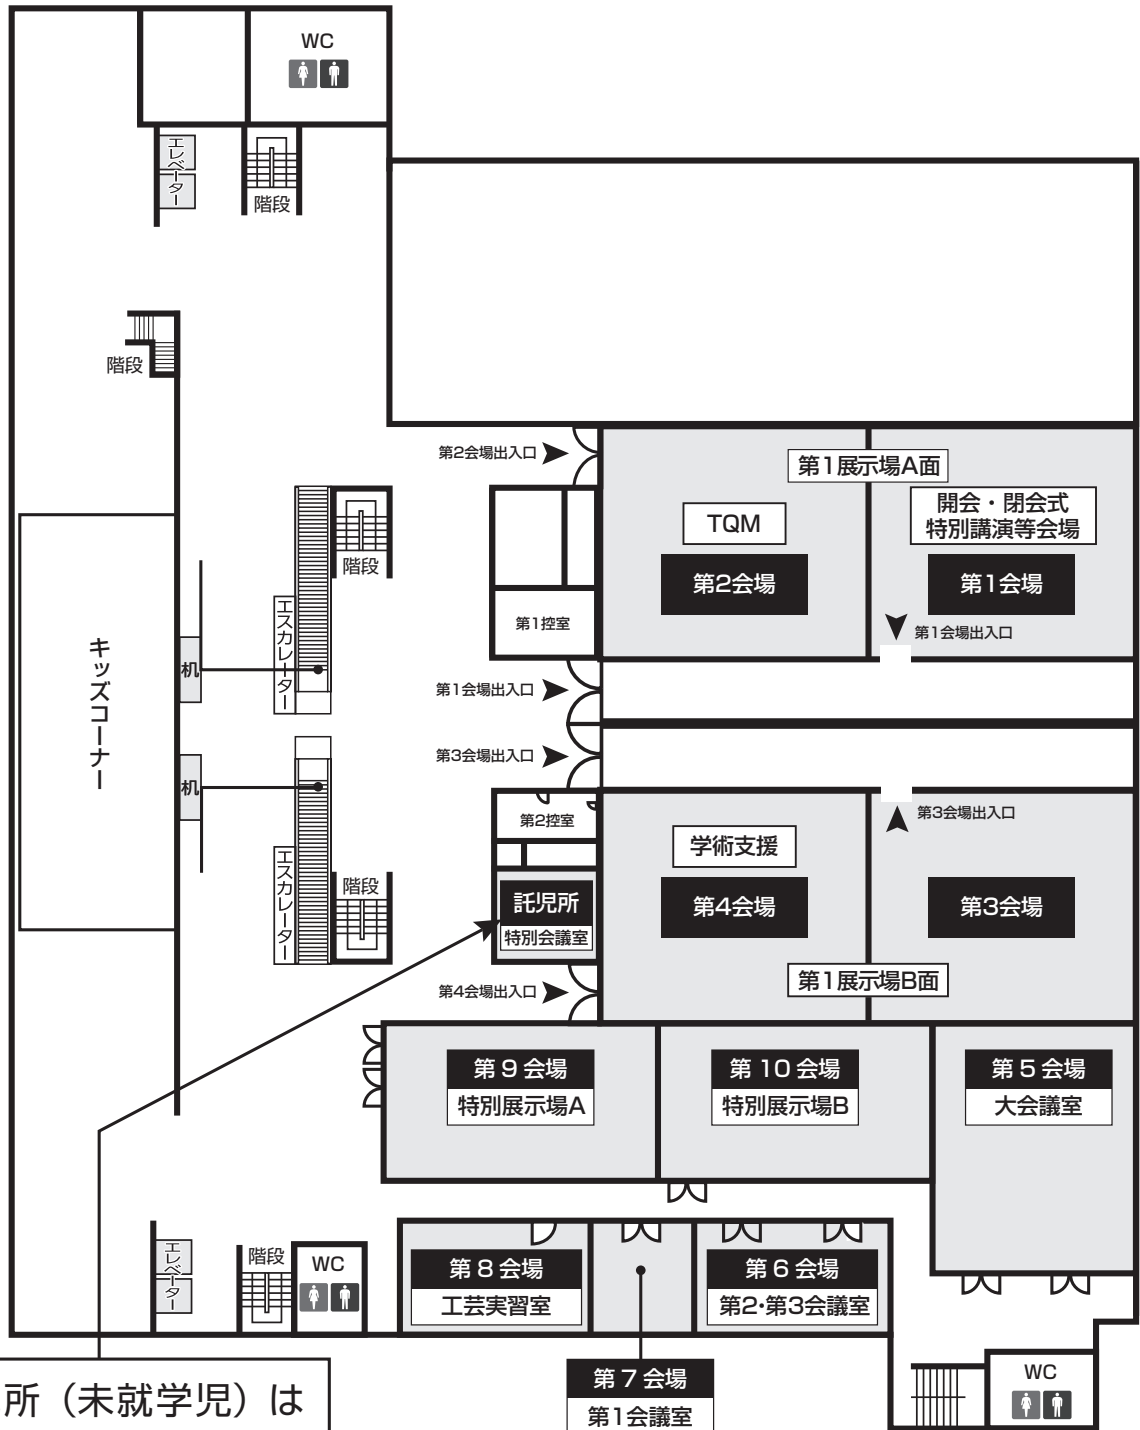 WC
エレベーター
階段
階段
第2会場出入口
第1展示場A面
TQM
開会・閉会式
特別講演等会場
第2会場
第1会場
階段
エスカレーター
第1控室
第1会場出入口
キッズコーナー
机
第1会場出入口
第3会場出入口
机
第2控室
第3会場出入口
学術支援
エスカレーター
階段
託児所
特別会議室
第4会場
第3会場
第1展示場B面
第4会場出入口
第9会場
特別展示場A
第10会場
特別展示場B
第5会場
大会議室
エレベーター
階段
WC
第8会場
工芸実習室
第6会場
第2・第3会議室
所（未就学児）は
第7会場
第1会議室
WC